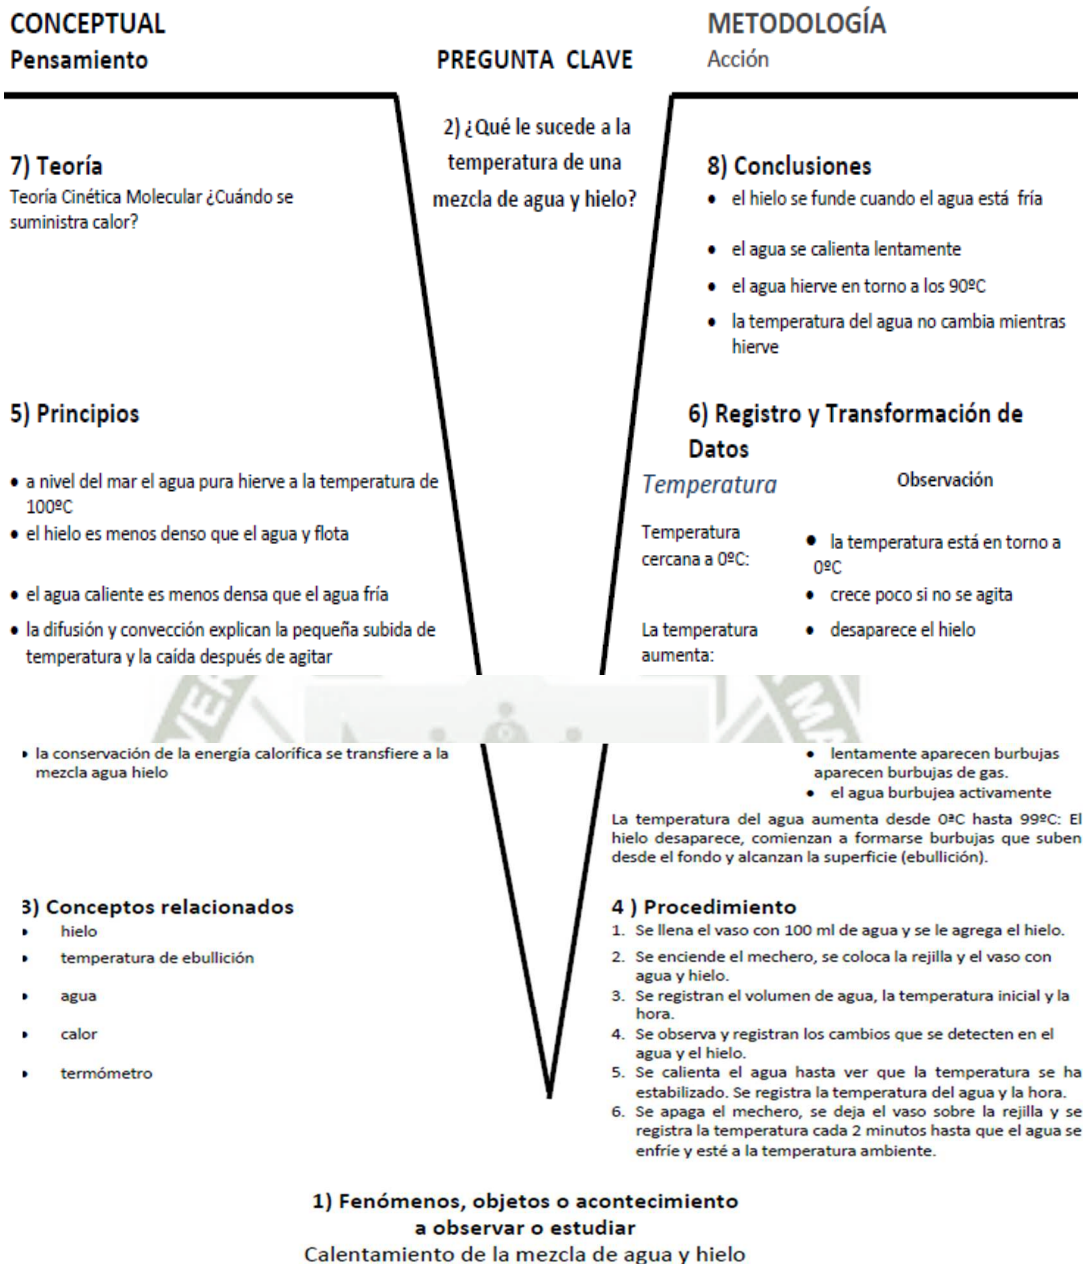 CONCEPTUAL
Pensamiento
PREGUNTA CLAVE
METODOLOGÍA
Acción
2) ¿Qué le sucede a la
temperatura de una
mezcla de agua y hielo?
7) Teoría
Teoría Cinética Molecular ¿Cuándo se
suministra calor?
8) Conclusiones
• el hielo se funde cuando el agua está fría
• el agua se calienta lentamente
• el agua hierve en torno a los 90ºC
• la temperatura del agua no cambia mientras
hierve
5) Principios
• a nivel del mar el agua pura hierve a la temperatura de
100ºC
• el hielo es menos denso que el agua y flota
• el agua caliente es menos densa que el agua fría
• la difusión y convección explican la pequeña subida de
temperatura y la caída después de agitar
• la conservación de la energía calorífica se transfiere a la
mezcla agua hielo
6) Registro y Transformación de
Datos
Temperatura
Observación
Temperatura
cercana a 0ºC:
• la temperatura está en torno a
0ºC
• crece poco si no se agita
La temperatura
aumenta:
• desaparece el hielo
VER
MA
• lentamente aparecen burbujas
aparecen burbujas de gas.
• el agua burbujea activamente
La temperatura del agua aumenta desde 0ªC hasta 99ºC: El
hielo desaparece, comienzan a formarse burbujas que suben
desde el fondo y alcanzan la superficie (ebullición).
3) Conceptos relacionados
• hielo
• temperatura de ebullición
• agua
• calor
• termómetro
4 ) Procedimiento
1. Se llena el vaso con 100 ml de agua y se le agrega el hielo.
2. Se enciende el mechero, se coloca la rejilla y el vaso con
agua y hielo.
3. Se registran el volumen de agua, la temperatura inicial y la
hora.
4. Se observa y registran los cambios que se detecten en el
agua y el hielo.
5. Se calienta el agua hasta ver que la temperatura se ha
estabilizado. Se registra la temperatura del agua y la hora.
6. Se apaga el mechero, se deja el vaso sobre la rejilla y se
registra la temperatura cada 2 minutos hasta que el agua se
enfríe y esté a la temperatura ambiente.
1) Fenómenos, objetos o acontecimiento
a observar o estudiar
Calentamiento de la mezcla de agua y hielo